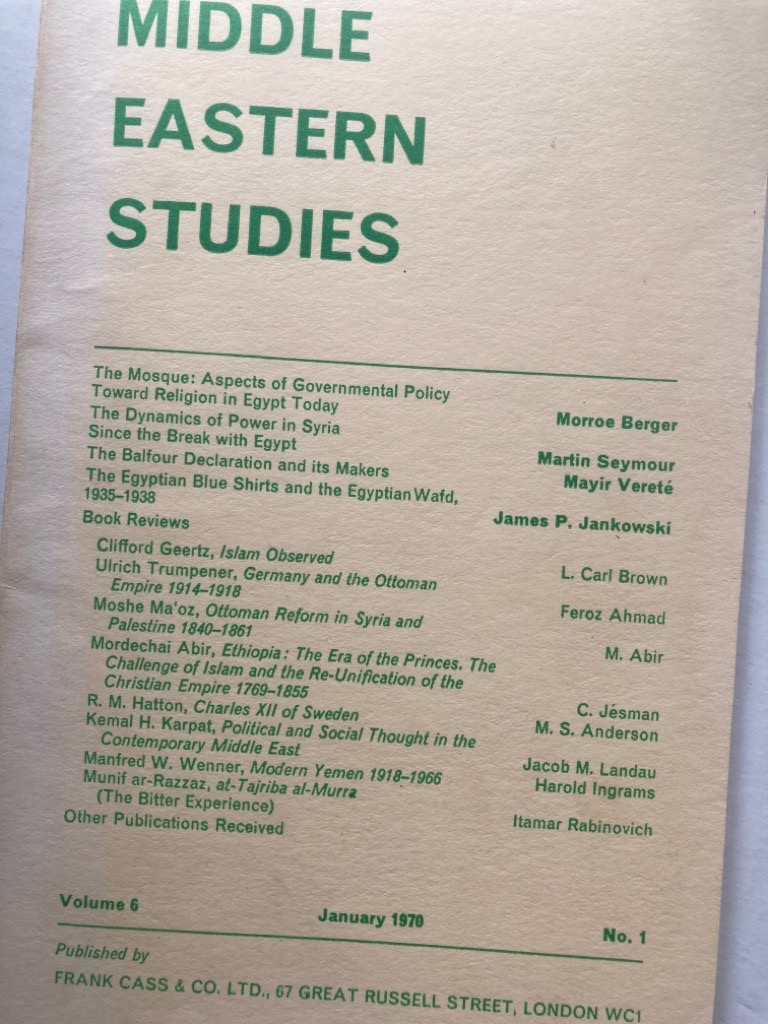 MIDDLE
EASTERN
STUDIES
The Mosque: Aspects of Governmental Policy
Toward Religion in Egypt Today Morroe Berger
The Dynamics of Power in Syria
Since the Break with Egypt Martin Seymour
The Balfour Declaration and its Makers Mayir Vereté
The Egyptian Blue Shirts and the Egyptian Wafd,
1935–1938 James P. Jankowski
Book Reviews
Clifford Geertz, Islam Observed L. Carl Brown
Ulrich Trumpener, Germany and the Ottoman
Empire 1914–1918 Feroz Ahmad
Moshe Ma'oz, Ottoman Reform in Syria and
Palestine 1840–1861 M. Abir
Mordechai Abir, Ethiopia: The Era of the Princes. The
Challenge of Islam and the Re-Unification of the
Christian Empire 1769–1855 C. Jésman
R. M. Hatton, Charles XII of Sweden M. S. Anderson
Kemal H. Karpat, Political and Social Thought in the
Contemporary Middle East Jacob M. Landau
Manfred W. Wenner, Modern Yemen 1918–1966 Harold Ingrams
Munif ar-Razzaz, at-Tajriba al-Murra
(The Bitter Experience) Itamar Rabinovich
Other Publications Received
Volume 6 January 1970 No. 1
Published by
FRANK CASS & CO. LTD., 67 GREAT RUSSELL STREET, LONDON WC1